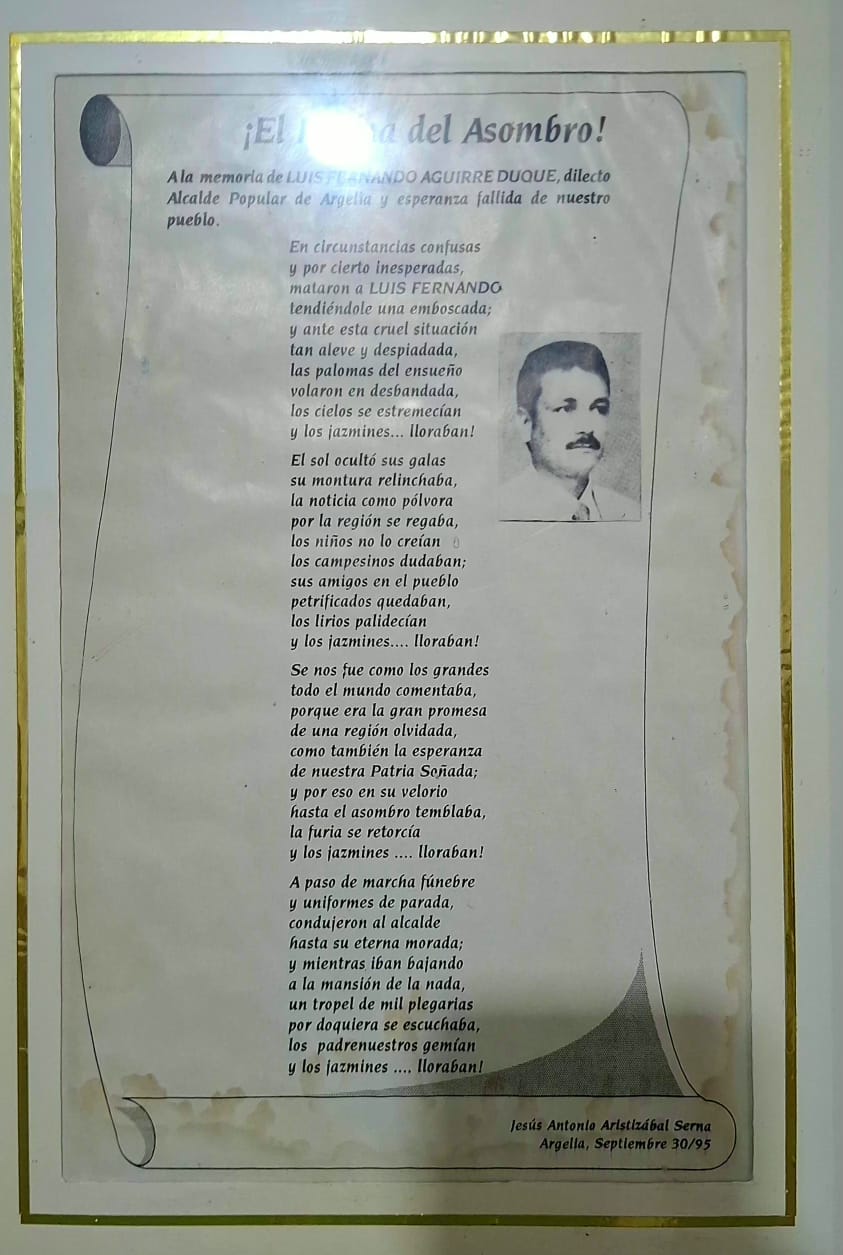 ¡El del Asombro!
A la memoria de LUIS FERNANDO AGUIRRE DUQUE, dilecto
Alcalde Popular de Argelia y esperanza fallida de nuestro
pueblo.
En circunstancias confusas
y por cierto inesperadas,
mataron a LUIS FERNANDO
tendiéndole una emboscada;
y ante esta cruel situación
tan aleve y despiadada,
las palomas del ensueño
volaron en desbandada,
los cielos se estremecían
y los jazmines... lloraban!
El sol ocultó sus galas
su montura relinchaba,
la noticia como pólvora
por la región se regaba,
los niños no lo creían
los campesinos dudaban;
sus amigos en el pueblo
petrificados quedaban,
los lirios palidecían
y los jazmines.... lloraban!
Se nos fue como los grandes
todo el mundo comentaba,
porque era la gran promesa
de una región olvidada,
como también la esperanza
de nuestra Patria Soñada;
y por eso en su velorio
hasta el asombro temblaba,
la furia se retorcía
y los jazmines .... lloraban!
A paso de marcha fúnebre
y uniformes de parada,
condujeron al alcalde
hasta su eterna morada;
y mientras iban bajando
a la mansión de la nada,
un tropel de mil plegarias
por doquiera se escuchaba,
los padrenuestros gemían
y los jazmines .... lloraban!
Jesús Antonio Aristizábal Serna
Argelia, Septiembre 30/95